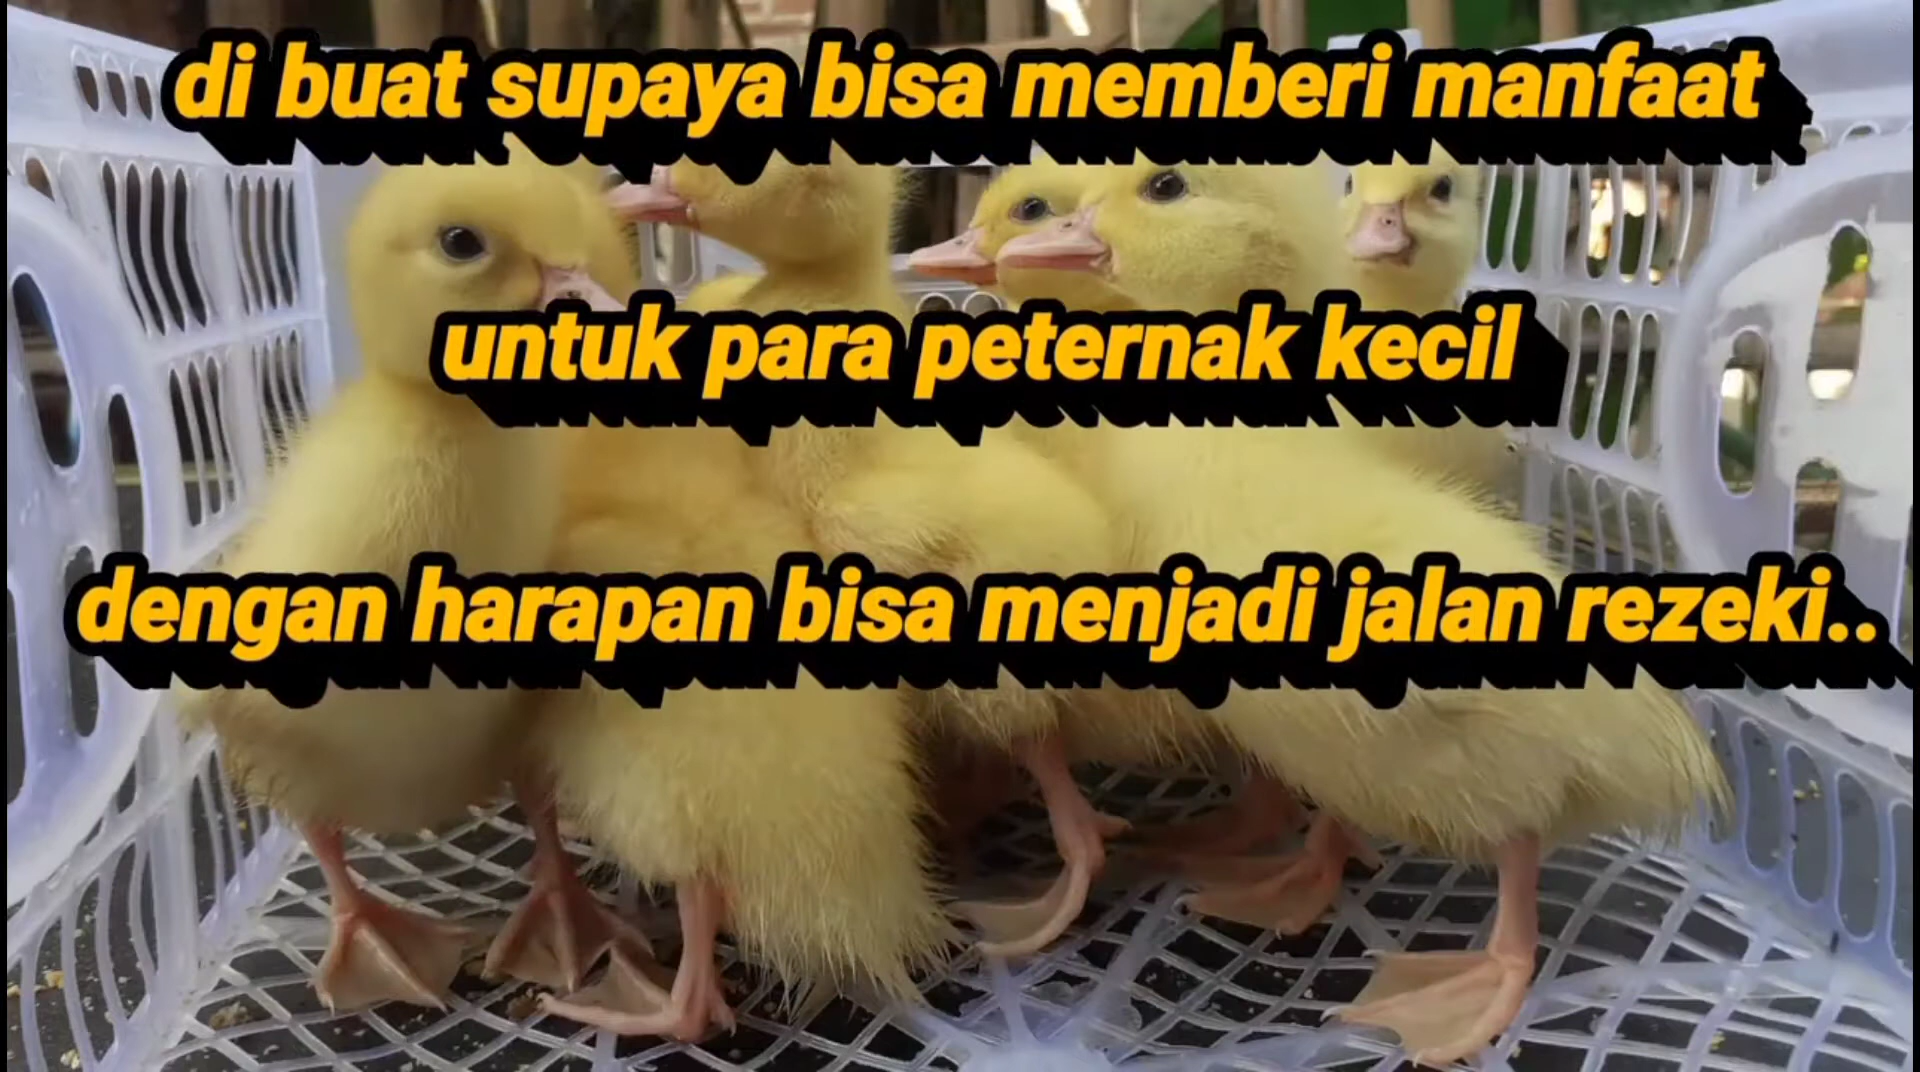 di buat supaya bisa memberi manfaat
untuk para peternak kecil
dengan harapan bisa menjadi jalan rezeki..